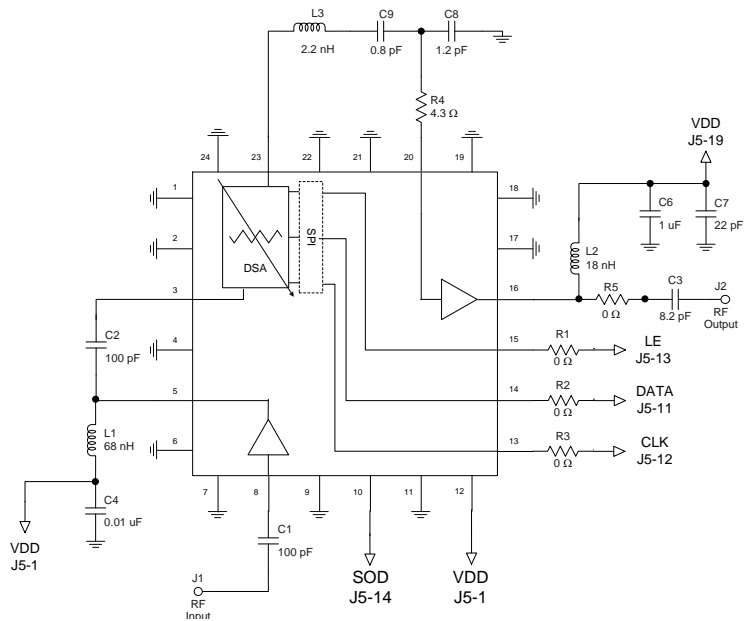 L3
2.2 nH
C9
0.8 pF
C8
1.2 pF
R4
4.3 Ω
VDD
J5-19
24
23
22
21
20
19
1
2
3
4
5
6
18
17
16
15
14
13
7
8
9
10
11
12
SPI
DSA
C6
1 uF
C7
22 pF
L2
18 nH
R5
0 Ω
C3
8.2 pF
J2
RF
Output
C2
100 pF
R1
0 Ω
LE
J5-13
R2
0 Ω
DATA
J5-11
R3
0 Ω
CLK
J5-12
L1
68 nH
C4
0.01 uF
VDD
J5-1
C1
100 pF
J1
RF
Input
SOD
J5-14
VDD
J5-1